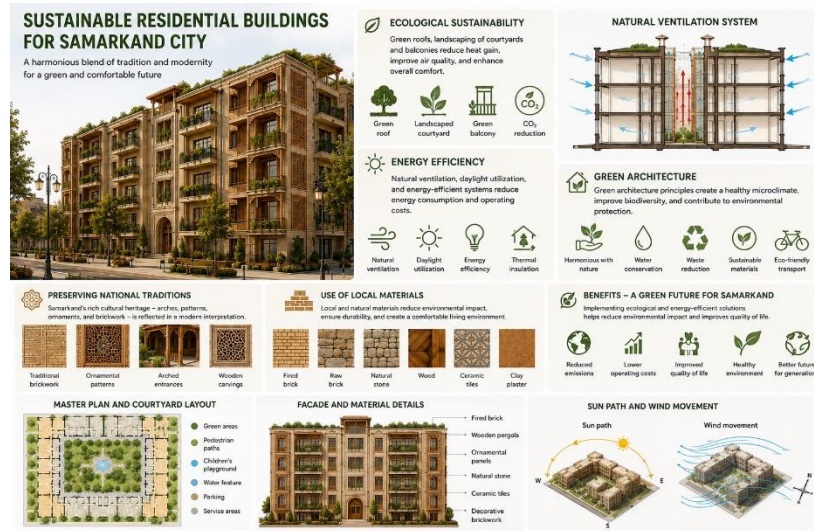 SUSTAINABLE RESIDENTIAL BUILDINGS
FOR SAMARKAND CITY
A harmonious blend of tradition and modernity
for a green and comfortable future
ECOLOGICAL SUSTAINABILITY
Green roofs, landscaping of courtyards
and balconies reduce heat gain,
improve air quality, and enhance
overall comfort.
Green
roof
Landscaped
courtyard
Green
balcony
CO₂
CO₂
reduction
NATURAL VENTILATION SYSTEM
ENERGY EFFICIENCY
Natural ventilation, daylight utilization,
and energy-efficient systems reduce
energy consumption and operating
costs.
Natural
ventilation
Daylight
utilization
Energy
efficiency
Thermal
insulation
GREEN ARCHITECTURE
Green architecture principles create a healthy microclimate,
improve biodiversity, and contribute to environmental
protection.
Harmonious with
nature
Water
conservation
Waste
reduction
Sustainable
materials
Eco-friendly
transport
PRESERVING NATIONAL TRADITIONS
Samarkand's rich cultural heritage – arches, patterns,
ornaments, and brickwork – is reflected in a modern interpretation.
Traditional
brickwork
Ornamental
patterns
Arched
entrances
Wooden
carvings
USE OF LOCAL MATERIALS
Local and natural materials reduce environmental impact,
ensure durability, and create a comfortable living environment.
Fired
brick
Raw
brick
Natural
stone
Wood
Ceramic
tiles
Clay
plaster
BENEFITS – A GREEN FUTURE FOR SAMARKAND
Implementing ecological and energy-efficient solutions
helps reduce environmental impact and improves quality of life.
Reduced
emissions
Lower
operating costs
Improved
quality of life
Healthy
environment
Better future
for generation
MASTER PLAN AND COURTYARD LAYOUT
Green areas
Pedestrian
paths
Children's
playground
Water feature
Parking
Service areas
FACADE AND MATERIAL DETAILS
Fired brick
Wooden pergola
Ornamental
panels
Natural stone
Ceramic tiles
Decorative
brickwork
SUN PATH AND WIND MOVEMENT
Sun path
W
E
S
Wind movement
N
S